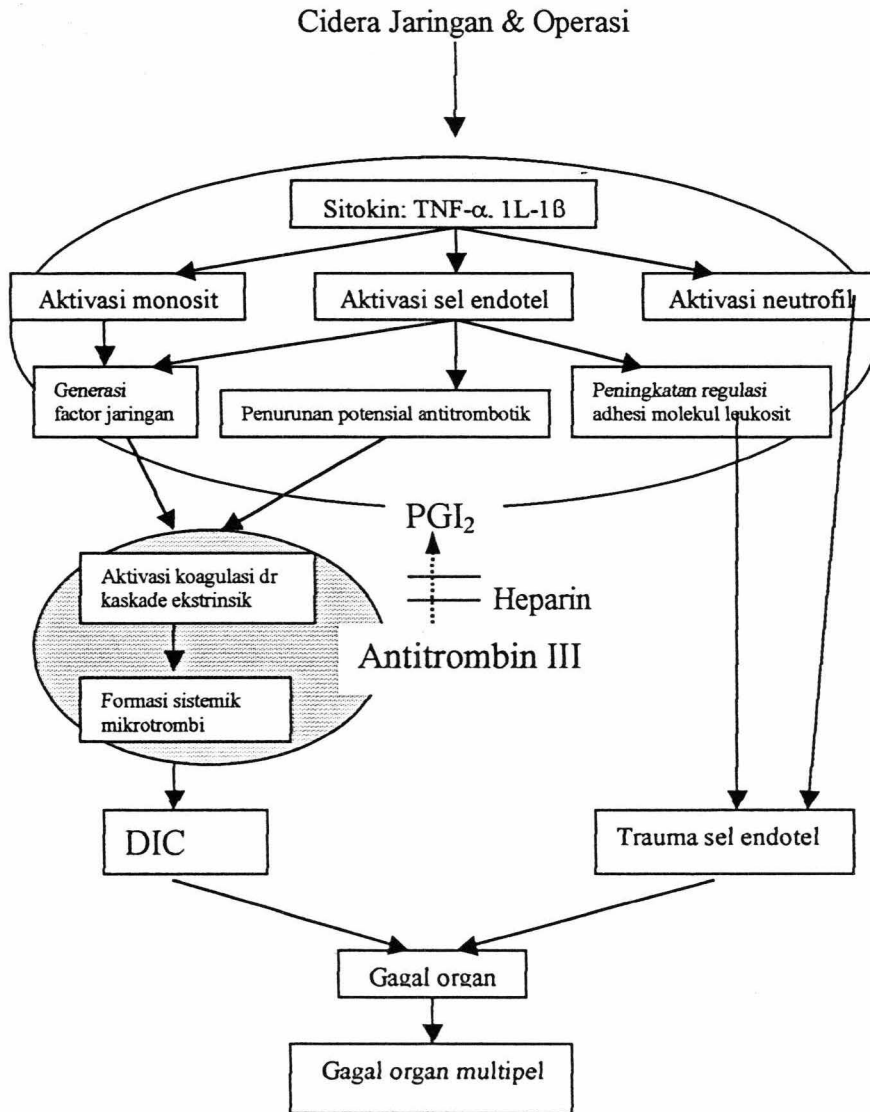 Cidera Jaringan & Operasi
Sitokin: TNF-α. 1L-1ß
Aktivasi monosit
Aktivasi sel endotel
Aktivasi neutrofil
Generasi
factor jaringan
Penurunan potensial antitrombotik
Peningkatan regulasi
adhesi molekul leukosit
PGI₂
Aktivasi koagulasi dr
kaskade ekstrinsik
Heparin
Antitrombin III
Formasi sistemik
mikrotrombi
DIC
Trauma sel endotel
Gagal organ
Gagal organ multipel